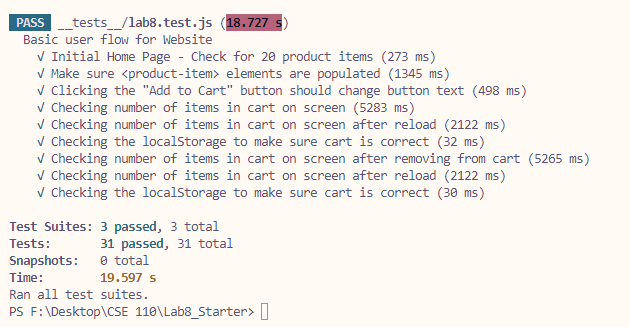 PASS __tests__/lab8.test.js (18.727 s)
Basic user flow for Website
√ Initial Home Page - Check for 20 product items (273 ms)
√ Make sure <product-item> elements are populated (1345 ms)
√ Clicking the "Add to Cart" button should change button text (498 ms)
√ Checking number of items in cart on screen (5283 ms)
√ Checking number of items in cart on screen after reload (2122 ms)
√ Checking the localStorage to make sure cart is correct (32 ms)
√ Checking number of items in cart on screen after removing from cart (5265 ms)
√ Checking number of items in cart on screen after reload (2122 ms)
√ Checking the localStorage to make sure cart is correct (30 ms)
Test Suites: 3 passed, 3 total
Tests: 31 passed, 31 total
Snapshots: 0 total
Time: 19.597 s
Ran all test suites.
PS F:\Desktop\CSE 110\Lab8_Starter>